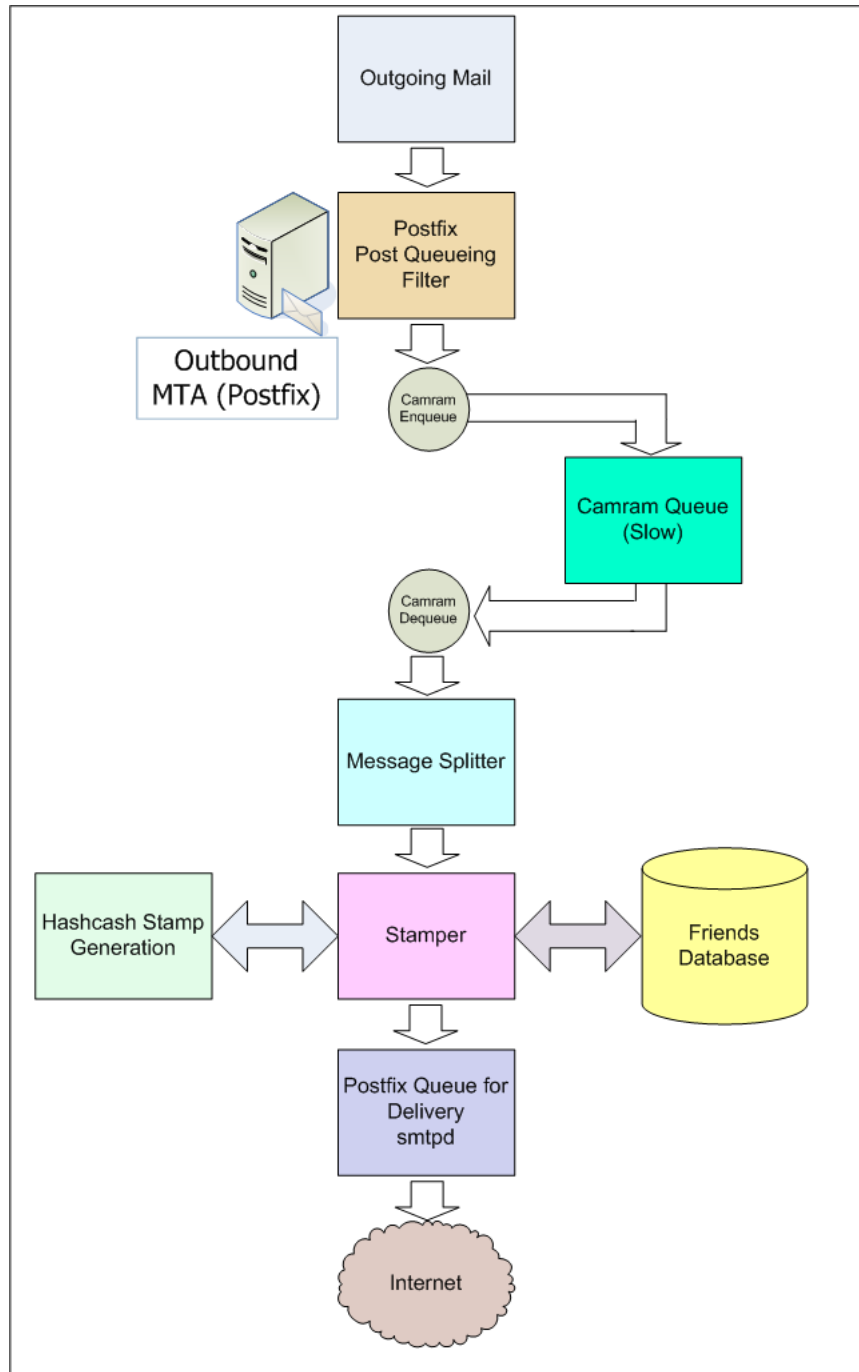 Outgoing Mail
Postfix
Post Queueing
Filter
Outbound
MTA (Postfix)
Camram
Enqueue
Camram Queue
(Slow)
Camram
Dequeue
Message Splitter
Hashcash Stamp
Generation
Stamper
Friends
Database
Postfix Queue for
Delivery
smtpd
Internet